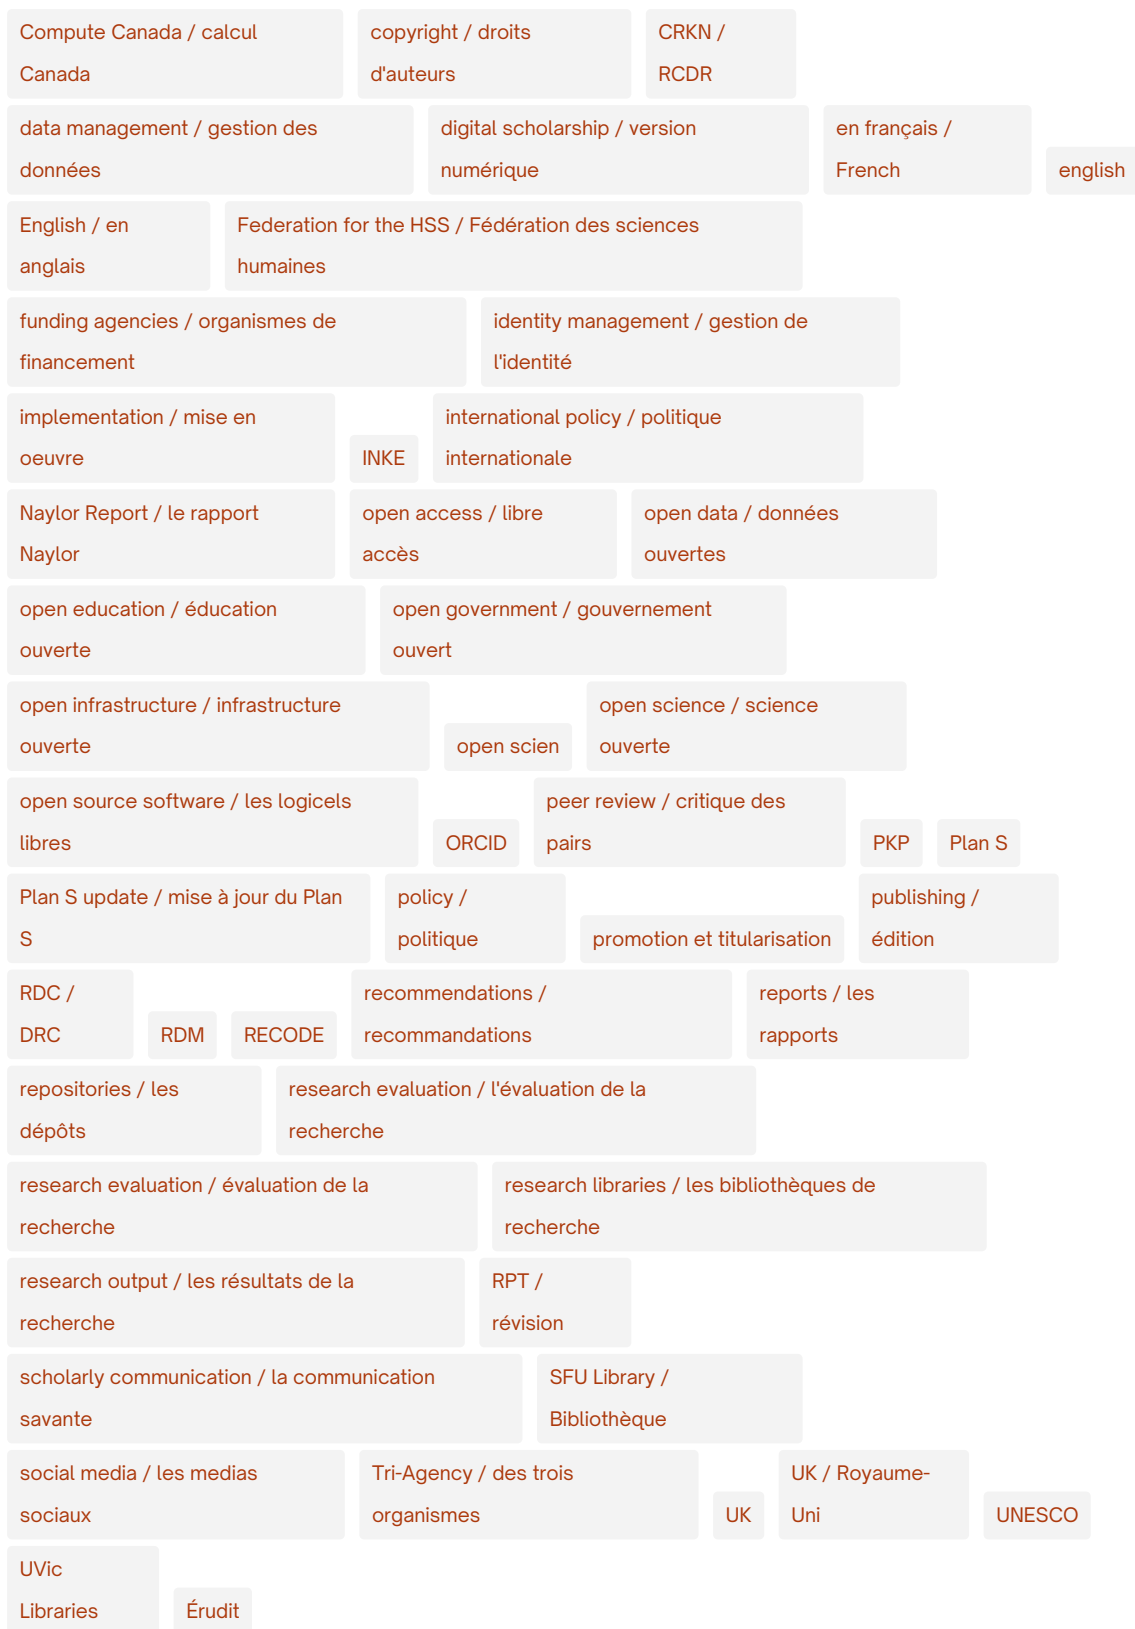 Compute Canada / calcul
Canada
copyright / droits
d'auteurs
CRKN /
RCDR
data management / gestion des
données
digital scholarship / version
numérique
en français /
French
english
English / en
anglais
Federation for the HSS / Fédération des sciences
humaines
funding agencies / organismes de
financement
identity management / gestion de
l'identité
implementation / mise en
oeuvre
INKE
international policy / politique
internationale
Naylor Report / le rapport
Naylor
open access / libre
accès
open data / données
ouvertes
open education / éducation
ouverte
open government / gouvernement
ouvert
open infrastructure / infrastructure
ouverte
open scien
open science / science
ouverte
open source software / les logicels
libres
ORCID
peer review / critique des
pairs
PKP
Plan S
Plan S update / mise à jour du Plan
S
policy /
politique
promotion et titularisation
publishing /
édition
RDC /
DRC
RDM
RECODE
recommendations /
recommandations
reports / les
rapports
repositories / les
dépôts
research evaluation / l'évaluation de la
recherche
research evaluation / évaluation de la
recherche
research libraries / les bibliothèques de
recherche
research output / les résultats de la
recherche
RPT /
révision
scholarly communication / la communication
savante
SFU Library /
Bibliothèque
social media / les medias
sociaux
Tri-Agency / des trois
organismes
UK
UK / Royaume-
Uni
UNESCO
UVic
Libraries
Érudit